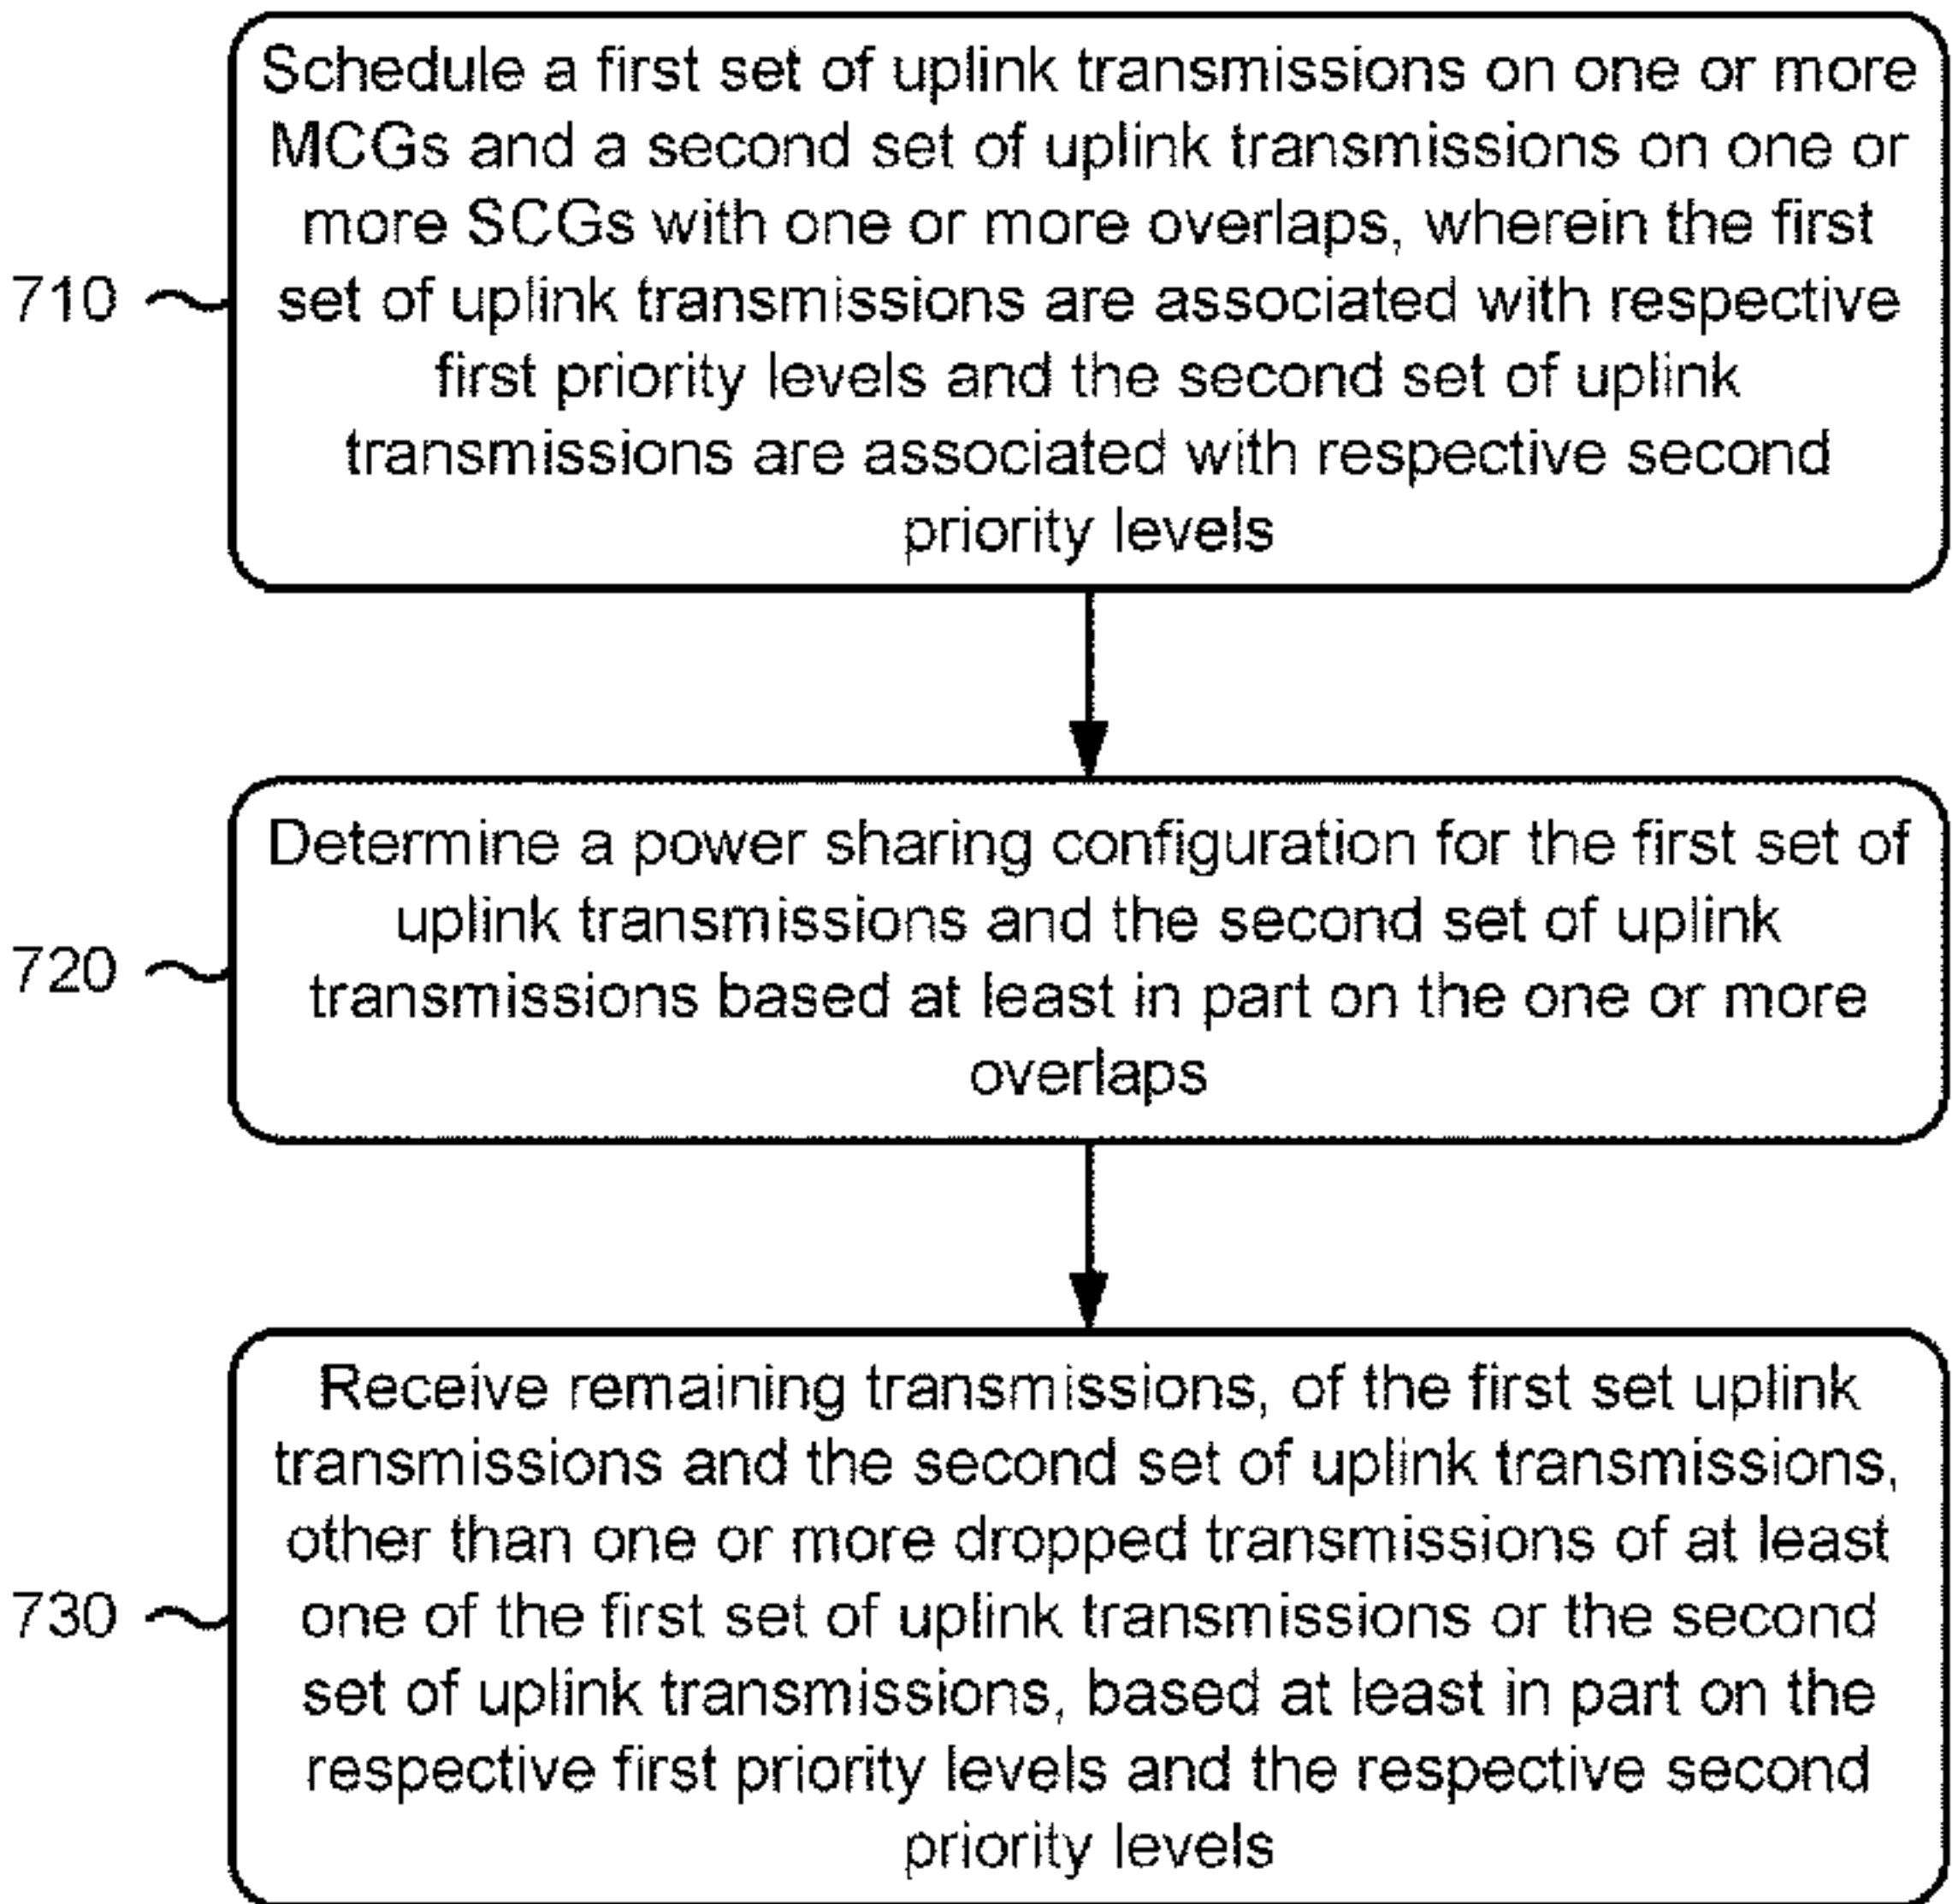 Schedule a first set of uplink transmissions on one or more
MCGs and a second set of uplink transmissions on one or
more SCGs with one or more overlaps, wherein the first
710
set of uplink transmissions are associated with respective
first priority levels and the second set of uplink
transmissions are associated with respective second
priority levels
Determine a power sharing configuration for the first set of
uplink transmissions and the second set of uplink
720
transmissions based at least in part on the one or more
overlaps
Receive remaining transmissions, of the first set uplink
transmissions and the second set of uplink transmissions,
other than one or more dropped transmissions of at least
730
one of the first set of uplink transmissions or the second
set of uplink transmissions, based at least in part on the
respective first priority levels and the respective second
priority levels